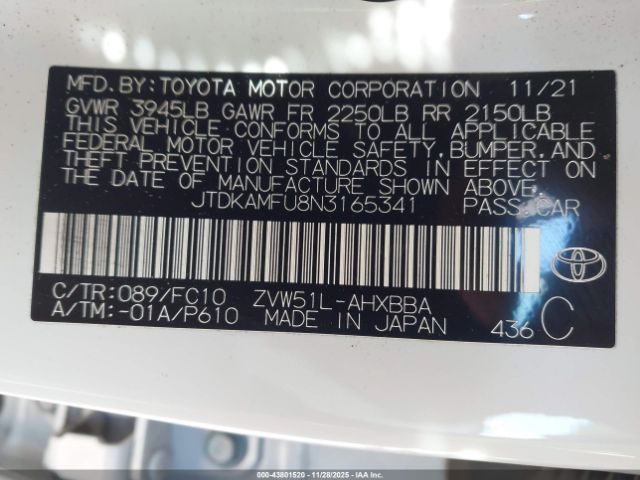 MFD. BY: TOYOTA MOTOR CORPORATION 11/21
GVWR 3945LB GAWR FR 2250LB RR 2150LB
THIS VEHICLE CONFORMS TO ALL APPLICABLE
FEDERAL MOTOR VEHICLE SAFETY, BUMPER, AND
THEFT PREVENTION STANDARDS IN EFFECT ON
THE DATE OF MANUFACTURE SHOWN ABOVE.
JTDKAMFU8N3165341 PASS. CAR
C/TR: 089/FC10 ZVW51L-AHXBBA
A/TM: -01A/P610 MADE IN JAPAN 436 C
00-43801520 - 11/28/2025 - IAAI.COM